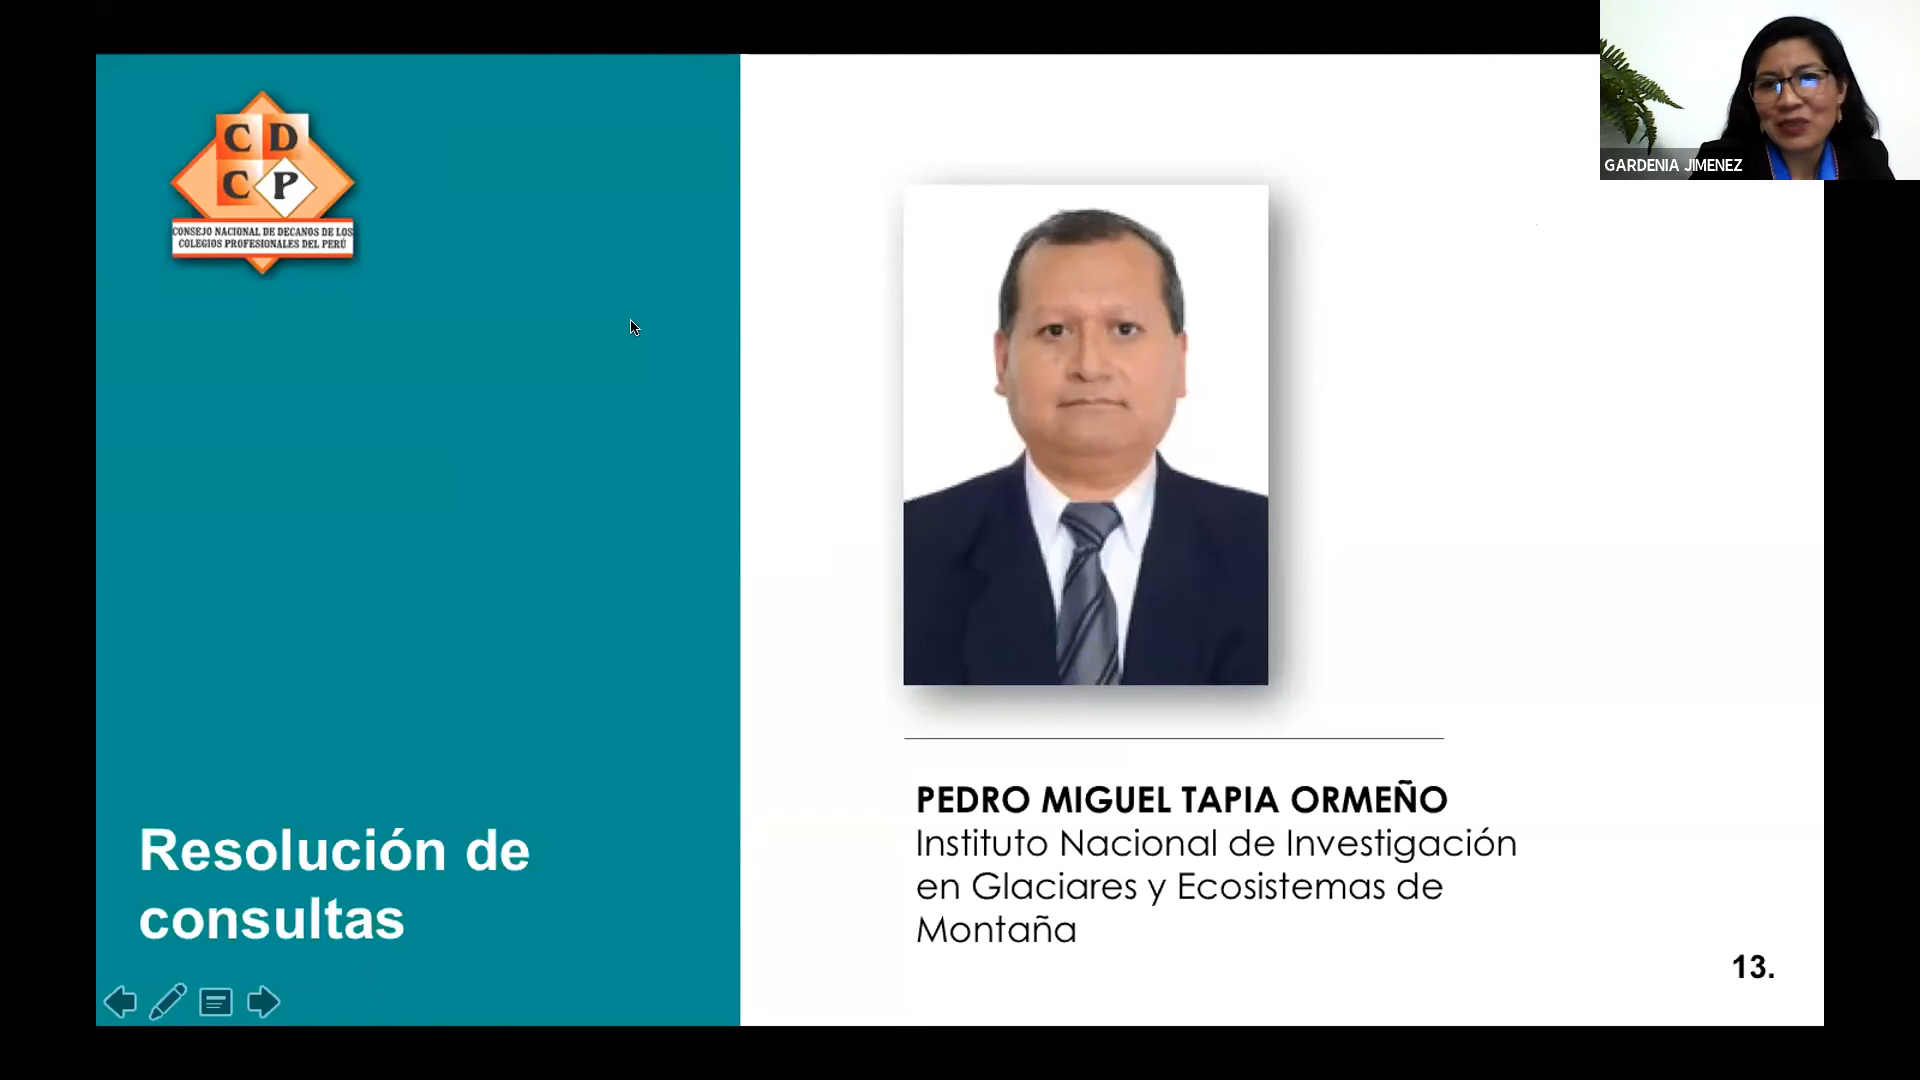 C D
C P
CONSEJO NACIONAL DE DECANOS DE LOS
COLEGIOS PROFESIONALES DEL PERÚ
GARDENIA JIMENEZ
PEDRO MIGUEL TAPIA ORMEÑO
Instituto Nacional de Investigación
en Glaciares y Ecosistemas de
Montaña
Resolución de
consultas
13.